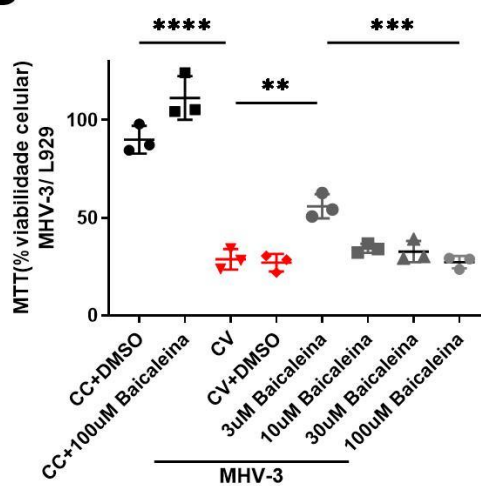 **** ***
**
MTT(% viabilidade celular)
MHV-3/ L929
100
50
0
CC+DMSO
CC+100uM Baicaleina
CV
CV+DMSO
3uM Baicaleina
10uM Baicaleina
30uM Baicaleina
100uM Baicaleina
MHV-3